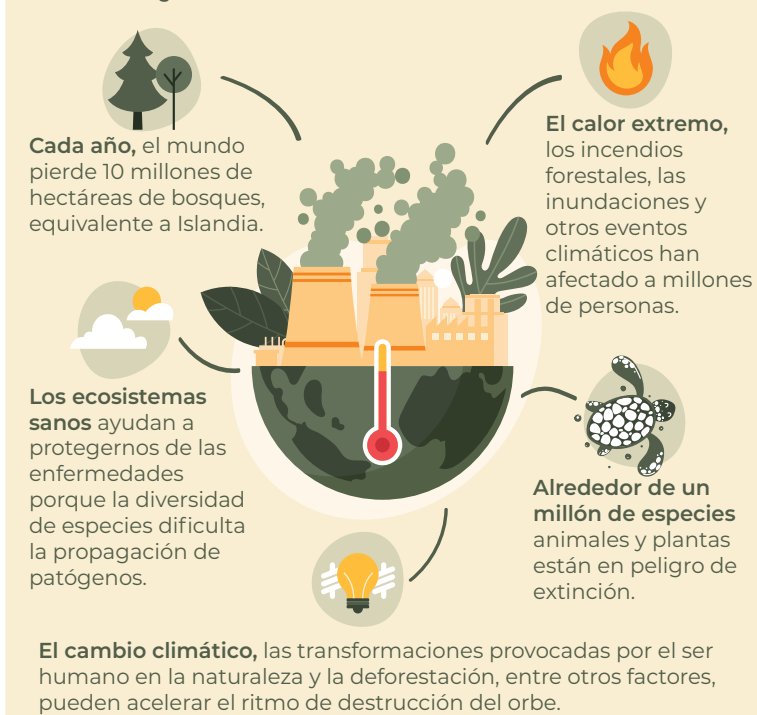 Cada año, el mundo
pierde 10 millones de
hectáreas de bosques,
equivalente a Islandia.
El calor extremo,
los incendios
forestales, las
inundaciones y
otros eventos
climáticos han
afectado a millones
de personas.
Los ecosistemas
sanos ayudan a
protegernos de las
enfermedades
porque la diversidad
de especies dificulta
la propagación de
patógenos.
Alrededor de un
millón de especies
animales y plantas
están en peligro de
extinción.
El cambio climático, las transformaciones provocadas por el ser
humano en la naturaleza y la deforestación, entre otros factores,
pueden acelerar el ritmo de destrucción del orbe.